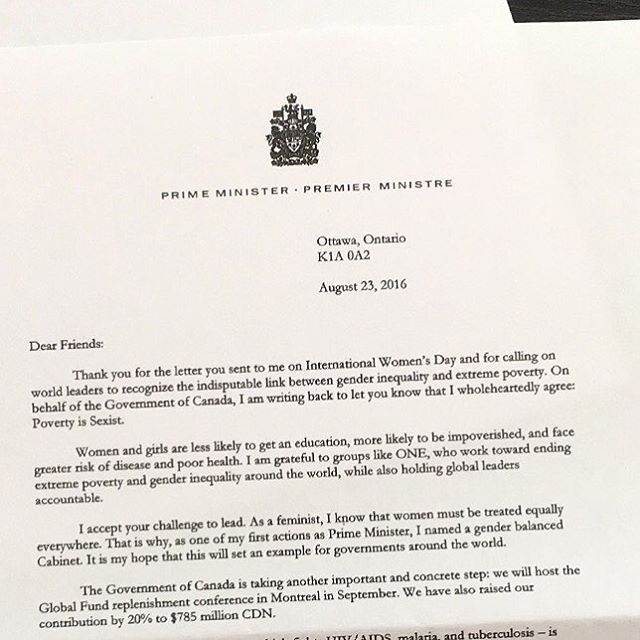 PRIME MINISTER · PREMIER MINISTRE
Ottawa, Ontario
K1A 0A2
August 23, 2016
Dear Friends:
Thank you for the letter you sent to me on International Women's Day and for calling on
world leaders to recognize the indisputable link between gender inequality and extreme poverty. On
behalf of the Government of Canada, I am writing back to let you know that I wholeheartedly agree:
Poverty is Sexist.
Women and girls are less likely to get an education, more likely to be impoverished, and face
greater risk of disease and poor health. I am grateful to groups like ONE, who work toward ending
extreme poverty and gender inequality around the world, while also holding global leaders
accountable.
I accept your challenge to lead. As a feminist, I know that women must be treated equally
everywhere. That is why, as one of my first actions as Prime Minister, I named a gender balanced
Cabinet. It is my hope that this will set an example for governments around the world.
The Government of Canada is taking another important and concrete step: we will host the
Global Fund replenishment conference in Montreal in September. We have also raised our
contribution by 20% to $785 million CDN.
HIV/AIDS, malaria, and tuberculosis – is